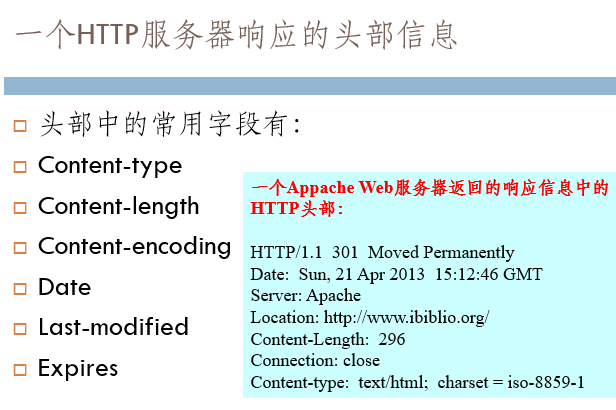 一个HTTP服务器响应的头部信息
头部中的常用字段有：
Content-type
Content-length
Content-encoding
Date
Last-modified
Expires
一个Appache Web服务器返回的响应信息中的
HTTP头部：
HTTP/1.1  301  Moved Permanently
Date:  Sun, 21 Apr 2013  15:12:46 GMT
Server: Apache
Location: http://www.ibiblio.org/
Content-Length:  296
Connection: close
Content-type:  text/html;  charset = iso-8859-1